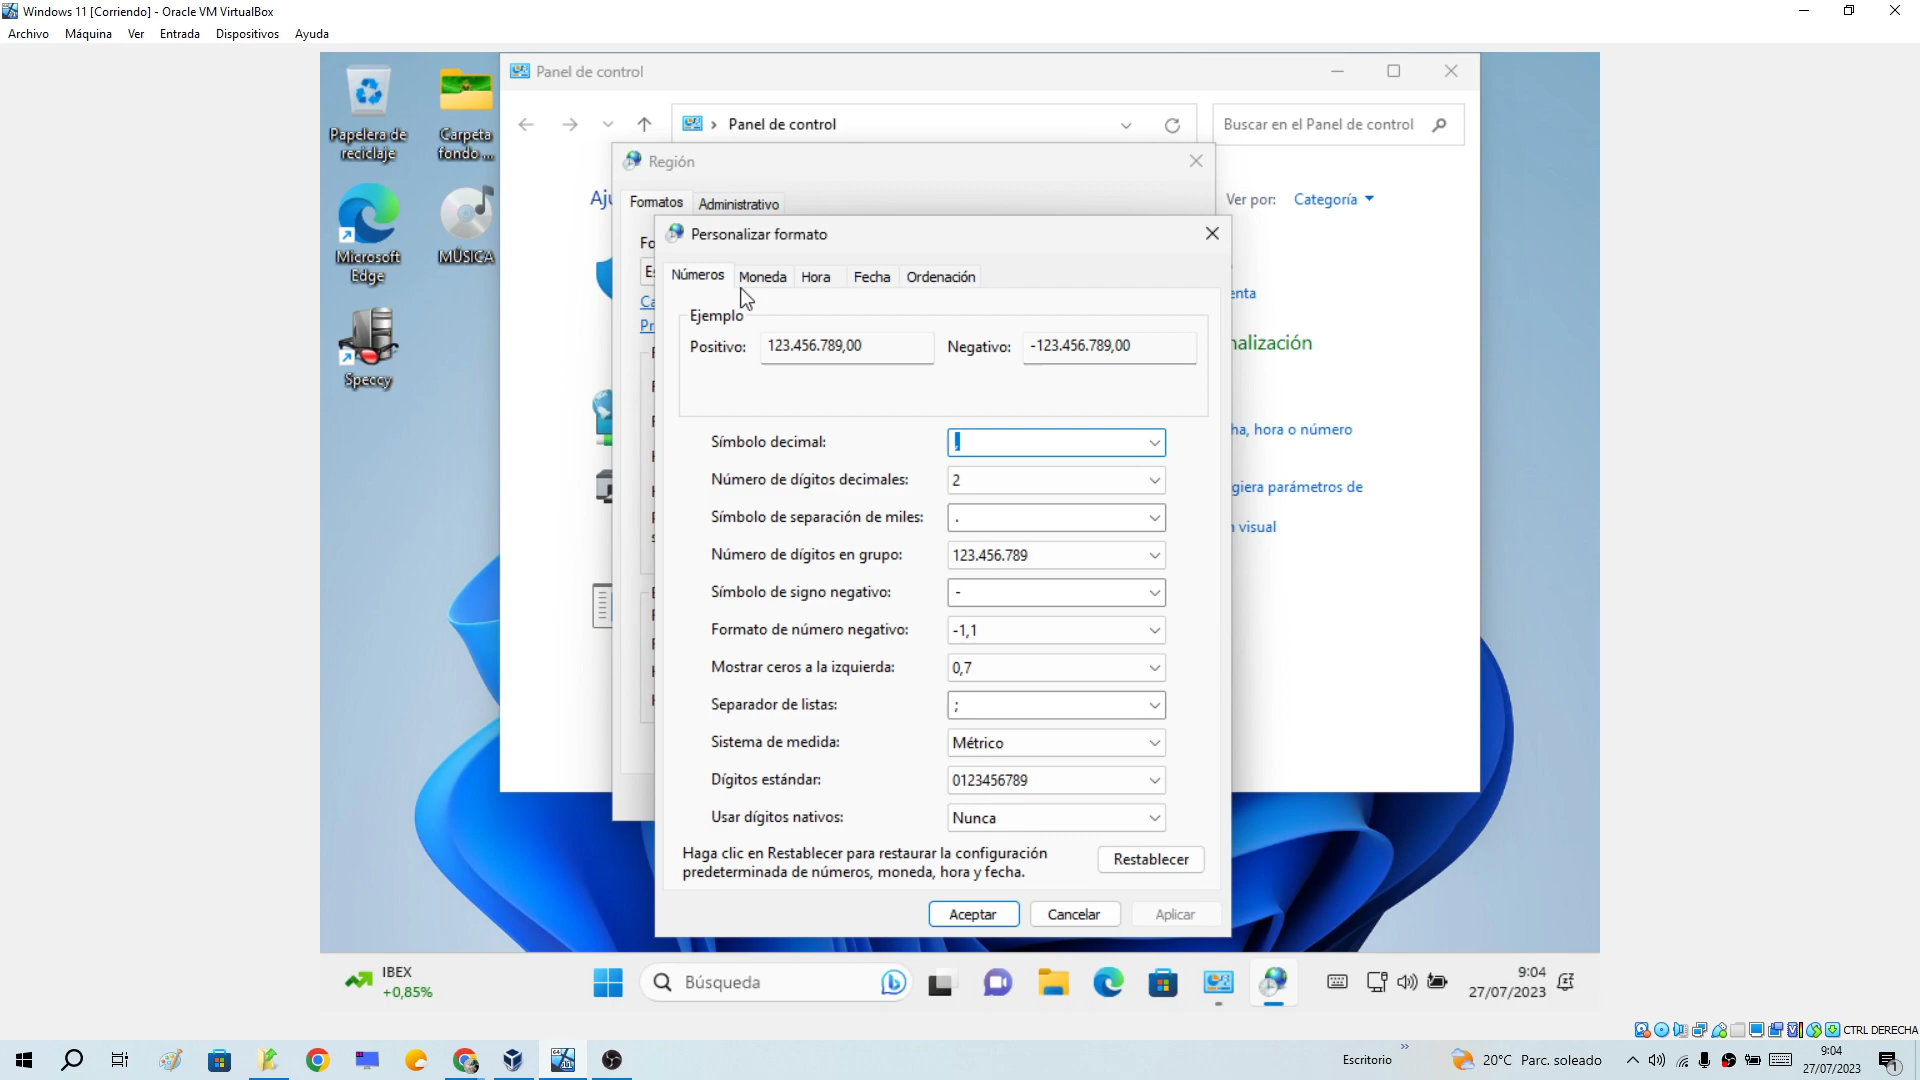 Windows 11 [Corriendo] - Oracle VM VirtualBox
Archivo Máquina Ver Entrada Dispositivos Ayuda
Papelera de reciclaje
Carpeta fondo ...
Microsoft Edge
MÚSICA
Speccy
Panel de control
Panel de control
Buscar en el Panel de control
Ver por: Categoría
Región
Formatos Administrativo
enta
nalización
ha, hora o número
giera parámetros de
n visual
Personalizar formato
Números Moneda Hora Fecha Ordenación
Ejemplo
Positivo: 123.456.789,00 Negativo: -123.456.789,00
Símbolo decimal: ,
Número de dígitos decimales: 2
Símbolo de separación de miles: .
Número de dígitos en grupo: 123.456.789
Símbolo de signo negativo: -
Formato de número negativo: -1,1
Mostrar ceros a la izquierda: 0,7
Separador de listas: ;
Sistema de medida: Métrico
Dígitos estándar: 0123456789
Usar dígitos nativos: Nunca
Haga clic en Restablecer para restaurar la configuración
predeterminada de números, moneda, hora y fecha.
Restablecer
Aceptar Cancelar Aplicar
IBEX
+0,85%
Búsqueda
9:04
27/07/2023
CTRL DERECHA
Escritorio
20°C Parc. soleado
9:04
27/07/2023